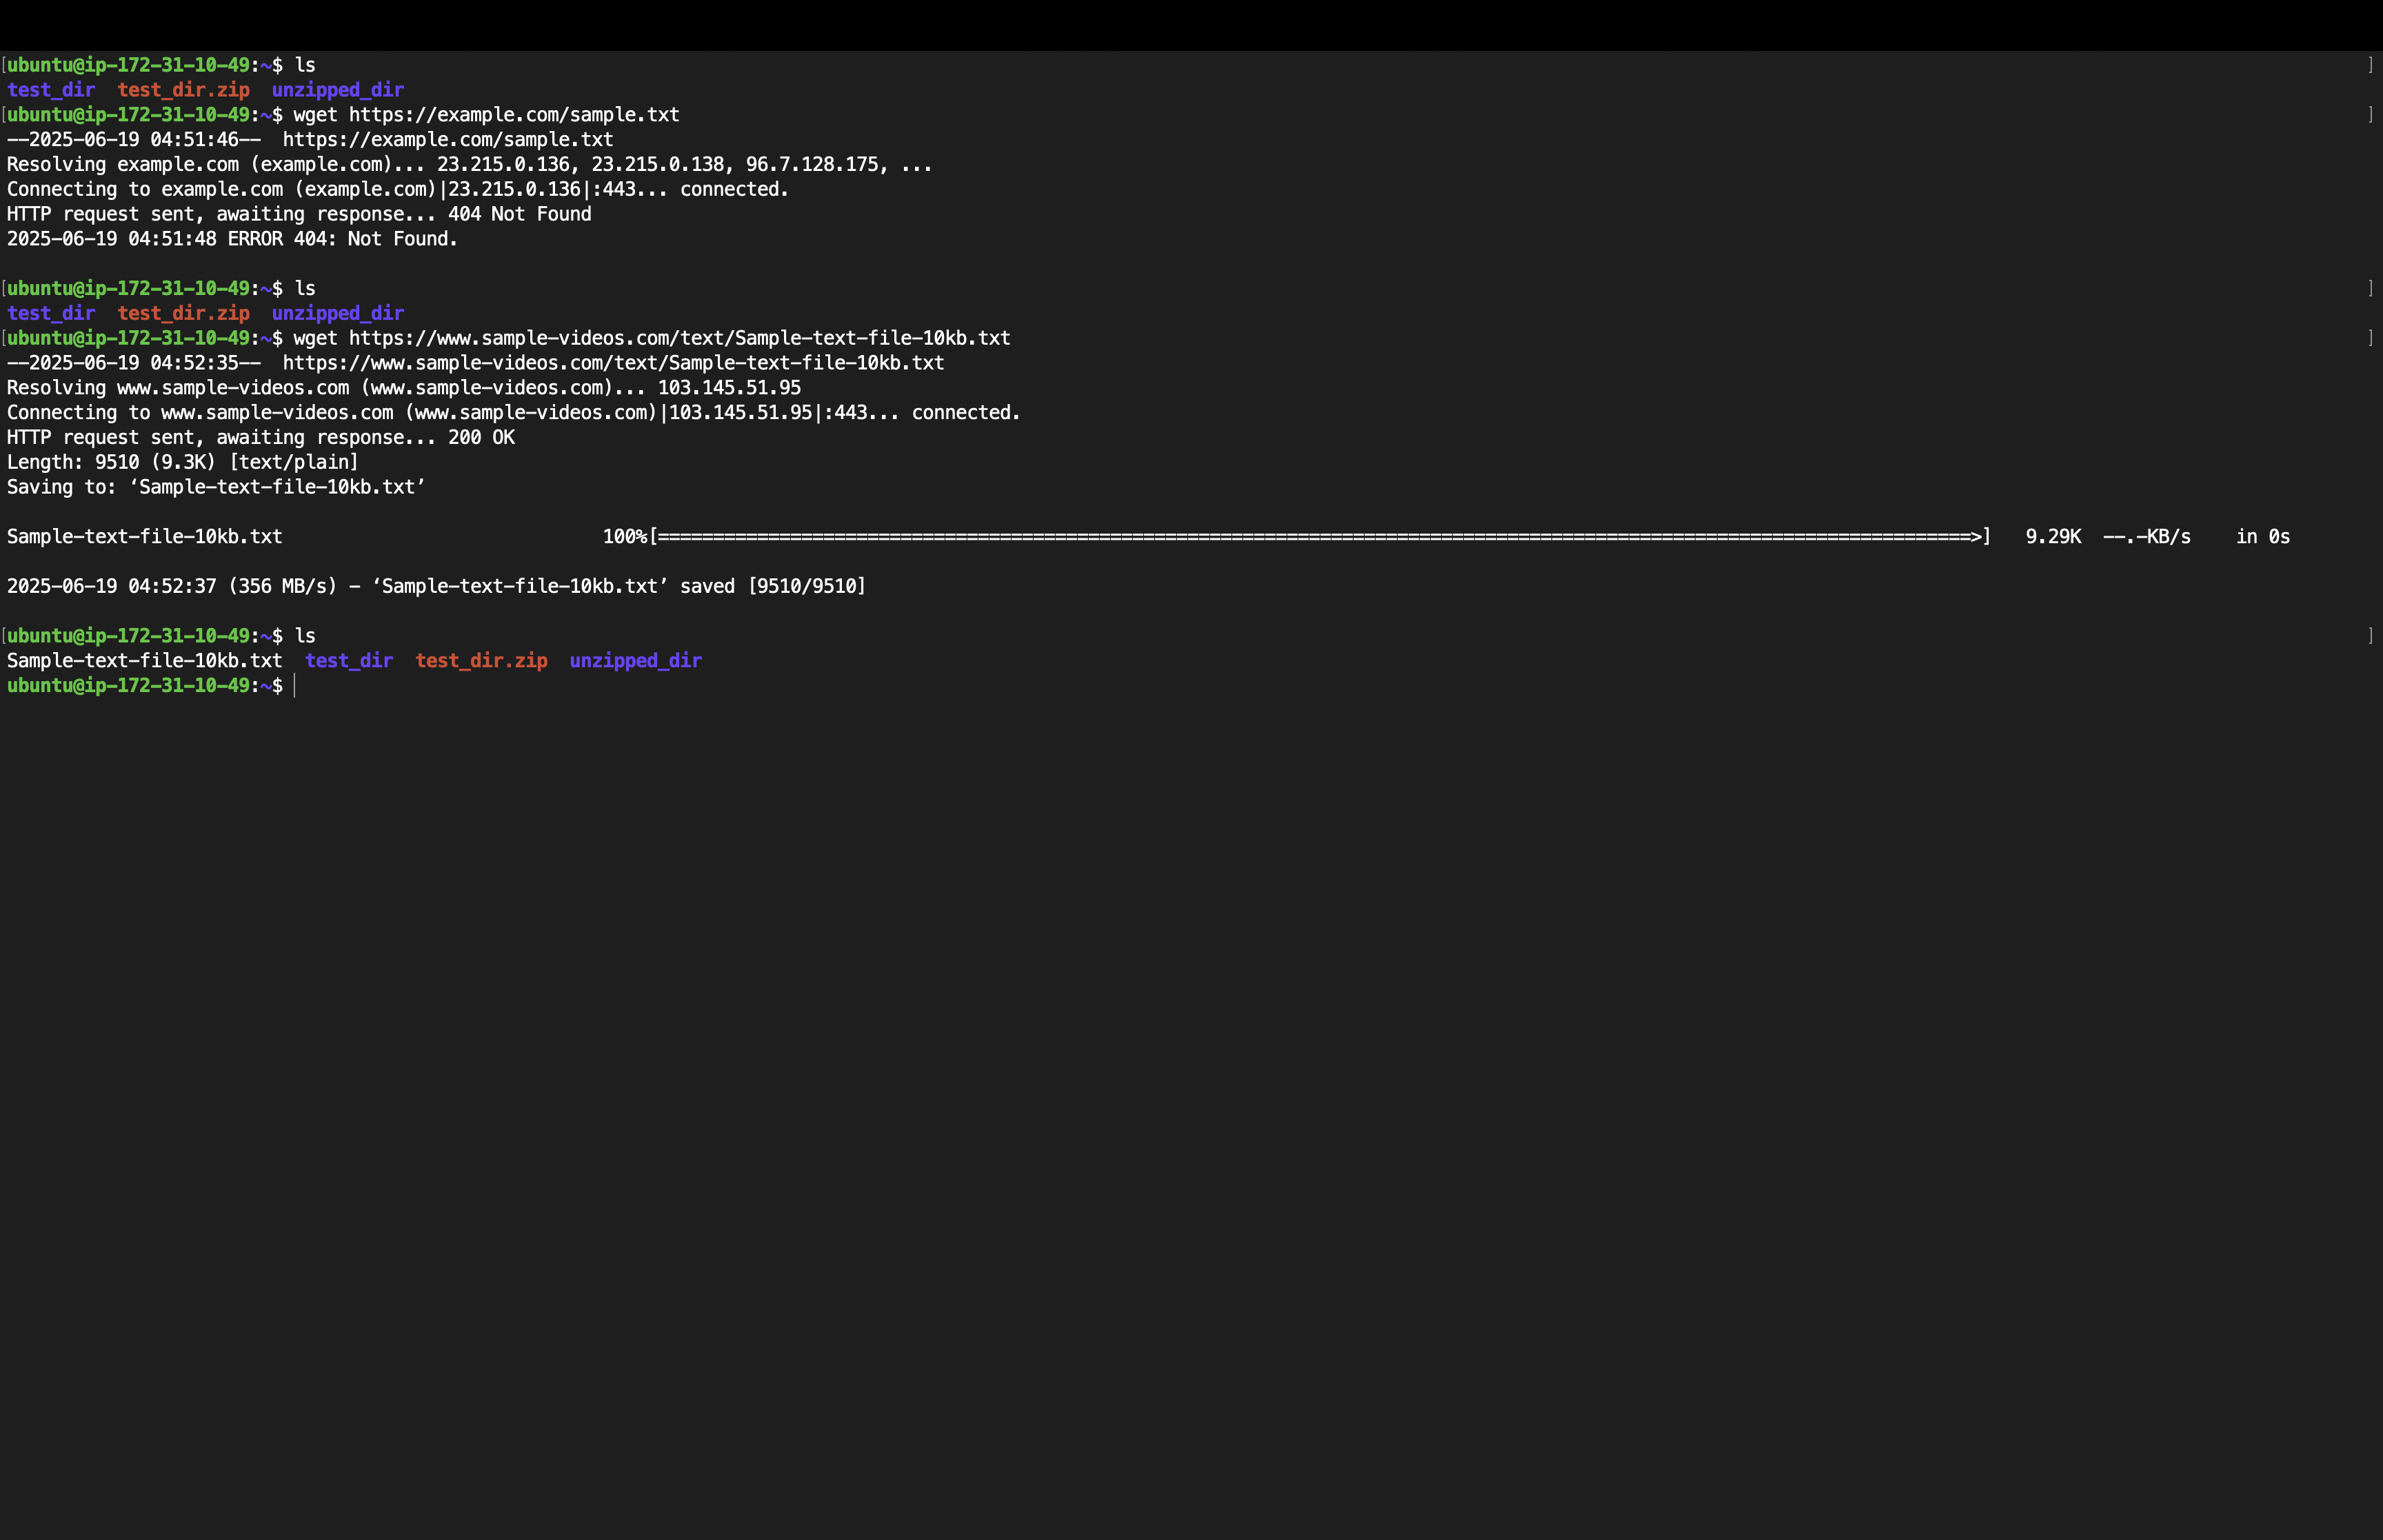 [ubuntu@ip-172-31-10-49:~$ ls ]
test_dir  test_dir.zip  unzipped_dir
[ubuntu@ip-172-31-10-49:~$ wget https://example.com/sample.txt ]
--2025-06-19 04:51:46--  https://example.com/sample.txt
Resolving example.com (example.com)... 23.215.0.136, 23.215.0.138, 96.7.128.175, ...
Connecting to example.com (example.com)|23.215.0.136|:443... connected.
HTTP request sent, awaiting response... 404 Not Found
2025-06-19 04:51:48 ERROR 404: Not Found.
[ubuntu@ip-172-31-10-49:~$ ls ]
test_dir  test_dir.zip  unzipped_dir
[ubuntu@ip-172-31-10-49:~$ wget https://www.sample-videos.com/text/Sample-text-file-10kb.txt ]
--2025-06-19 04:52:35--  https://www.sample-videos.com/text/Sample-text-file-10kb.txt
Resolving www.sample-videos.com (www.sample-videos.com)... 103.145.51.95
Connecting to www.sample-videos.com (www.sample-videos.com)|103.145.51.95|:443... connected.
HTTP request sent, awaiting response... 200 OK
Length: 9510 (9.3K) [text/plain]
Saving to: ‘Sample-text-file-10kb.txt’
Sample-text-file-10kb.txt 100%[=======================================================================================================================>] 9.29K --.-KB/s in 0s
2025-06-19 04:52:37 (356 MB/s) - ‘Sample-text-file-10kb.txt’ saved [9510/9510]
[ubuntu@ip-172-31-10-49:~$ ls ]
Sample-text-file-10kb.txt  test_dir  test_dir.zip  unzipped_dir
ubuntu@ip-172-31-10-49:~$